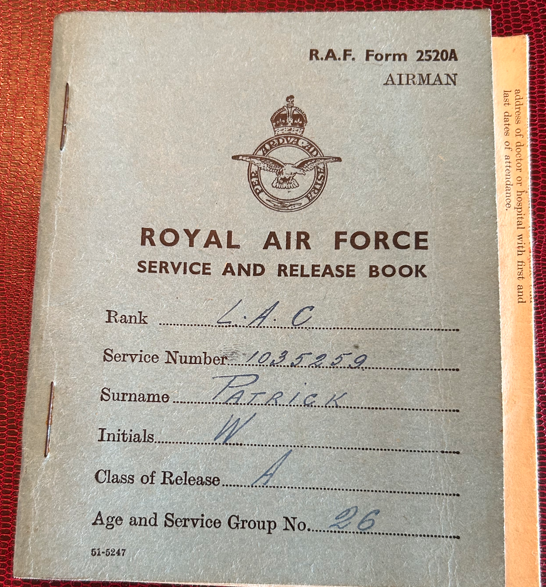 R.A.F. Form 2520A
AIRMAN
PER ARDVA AD ASTRA
ROYAL AIR FORCE
SERVICE AND RELEASE BOOK
Rank L.A.C
Service Number 1035259
Surname PATRICK
Initials W
Class of Release A
Age and Service Group No. 26
51-5247
address of doctor or hospital with first and
last dates of attendance.